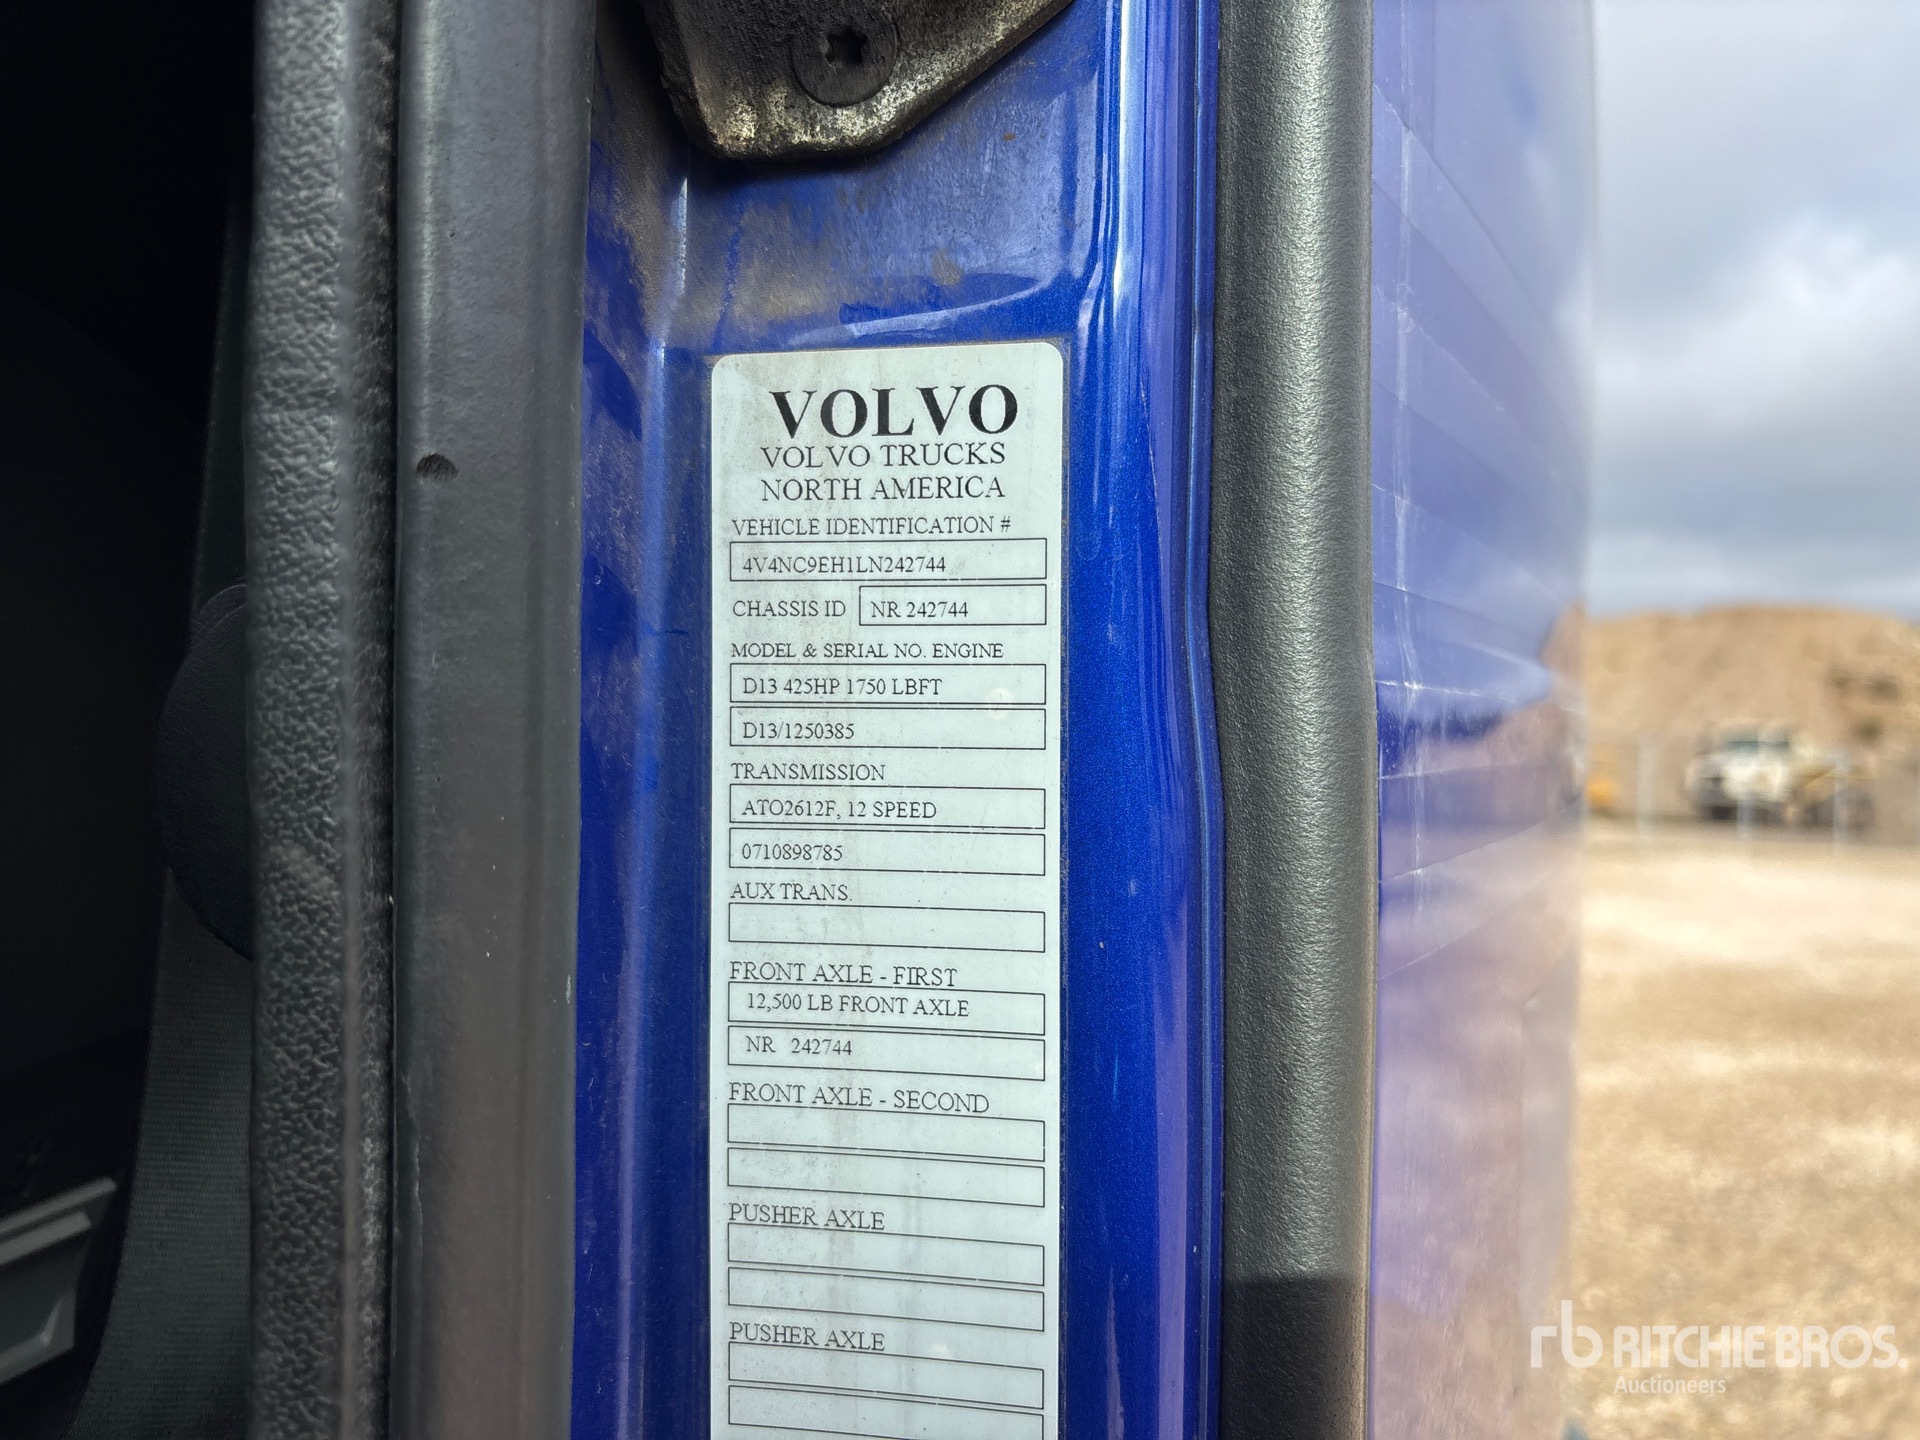 VOLVO
VOLVO TRUCKS
NORTH AMERICA
VEHICLE IDENTIFICATION #
4V4NC9EH1LN242744
CHASSIS ID NR 242744
MODEL & SERIAL NO. ENGINE
D13 425HP 1750 LBFT
D13/1250385
TRANSMISSION
ATO2612F, 12 SPEED
0710898785
AUX TRANS.
FRONT AXLE - FIRST
12,500 LB FRONT AXLE
NR 242744
FRONT AXLE - SECOND
PUSHER AXLE
PUSHER AXLE
rb RITCHIE BROS.
Auctioneers